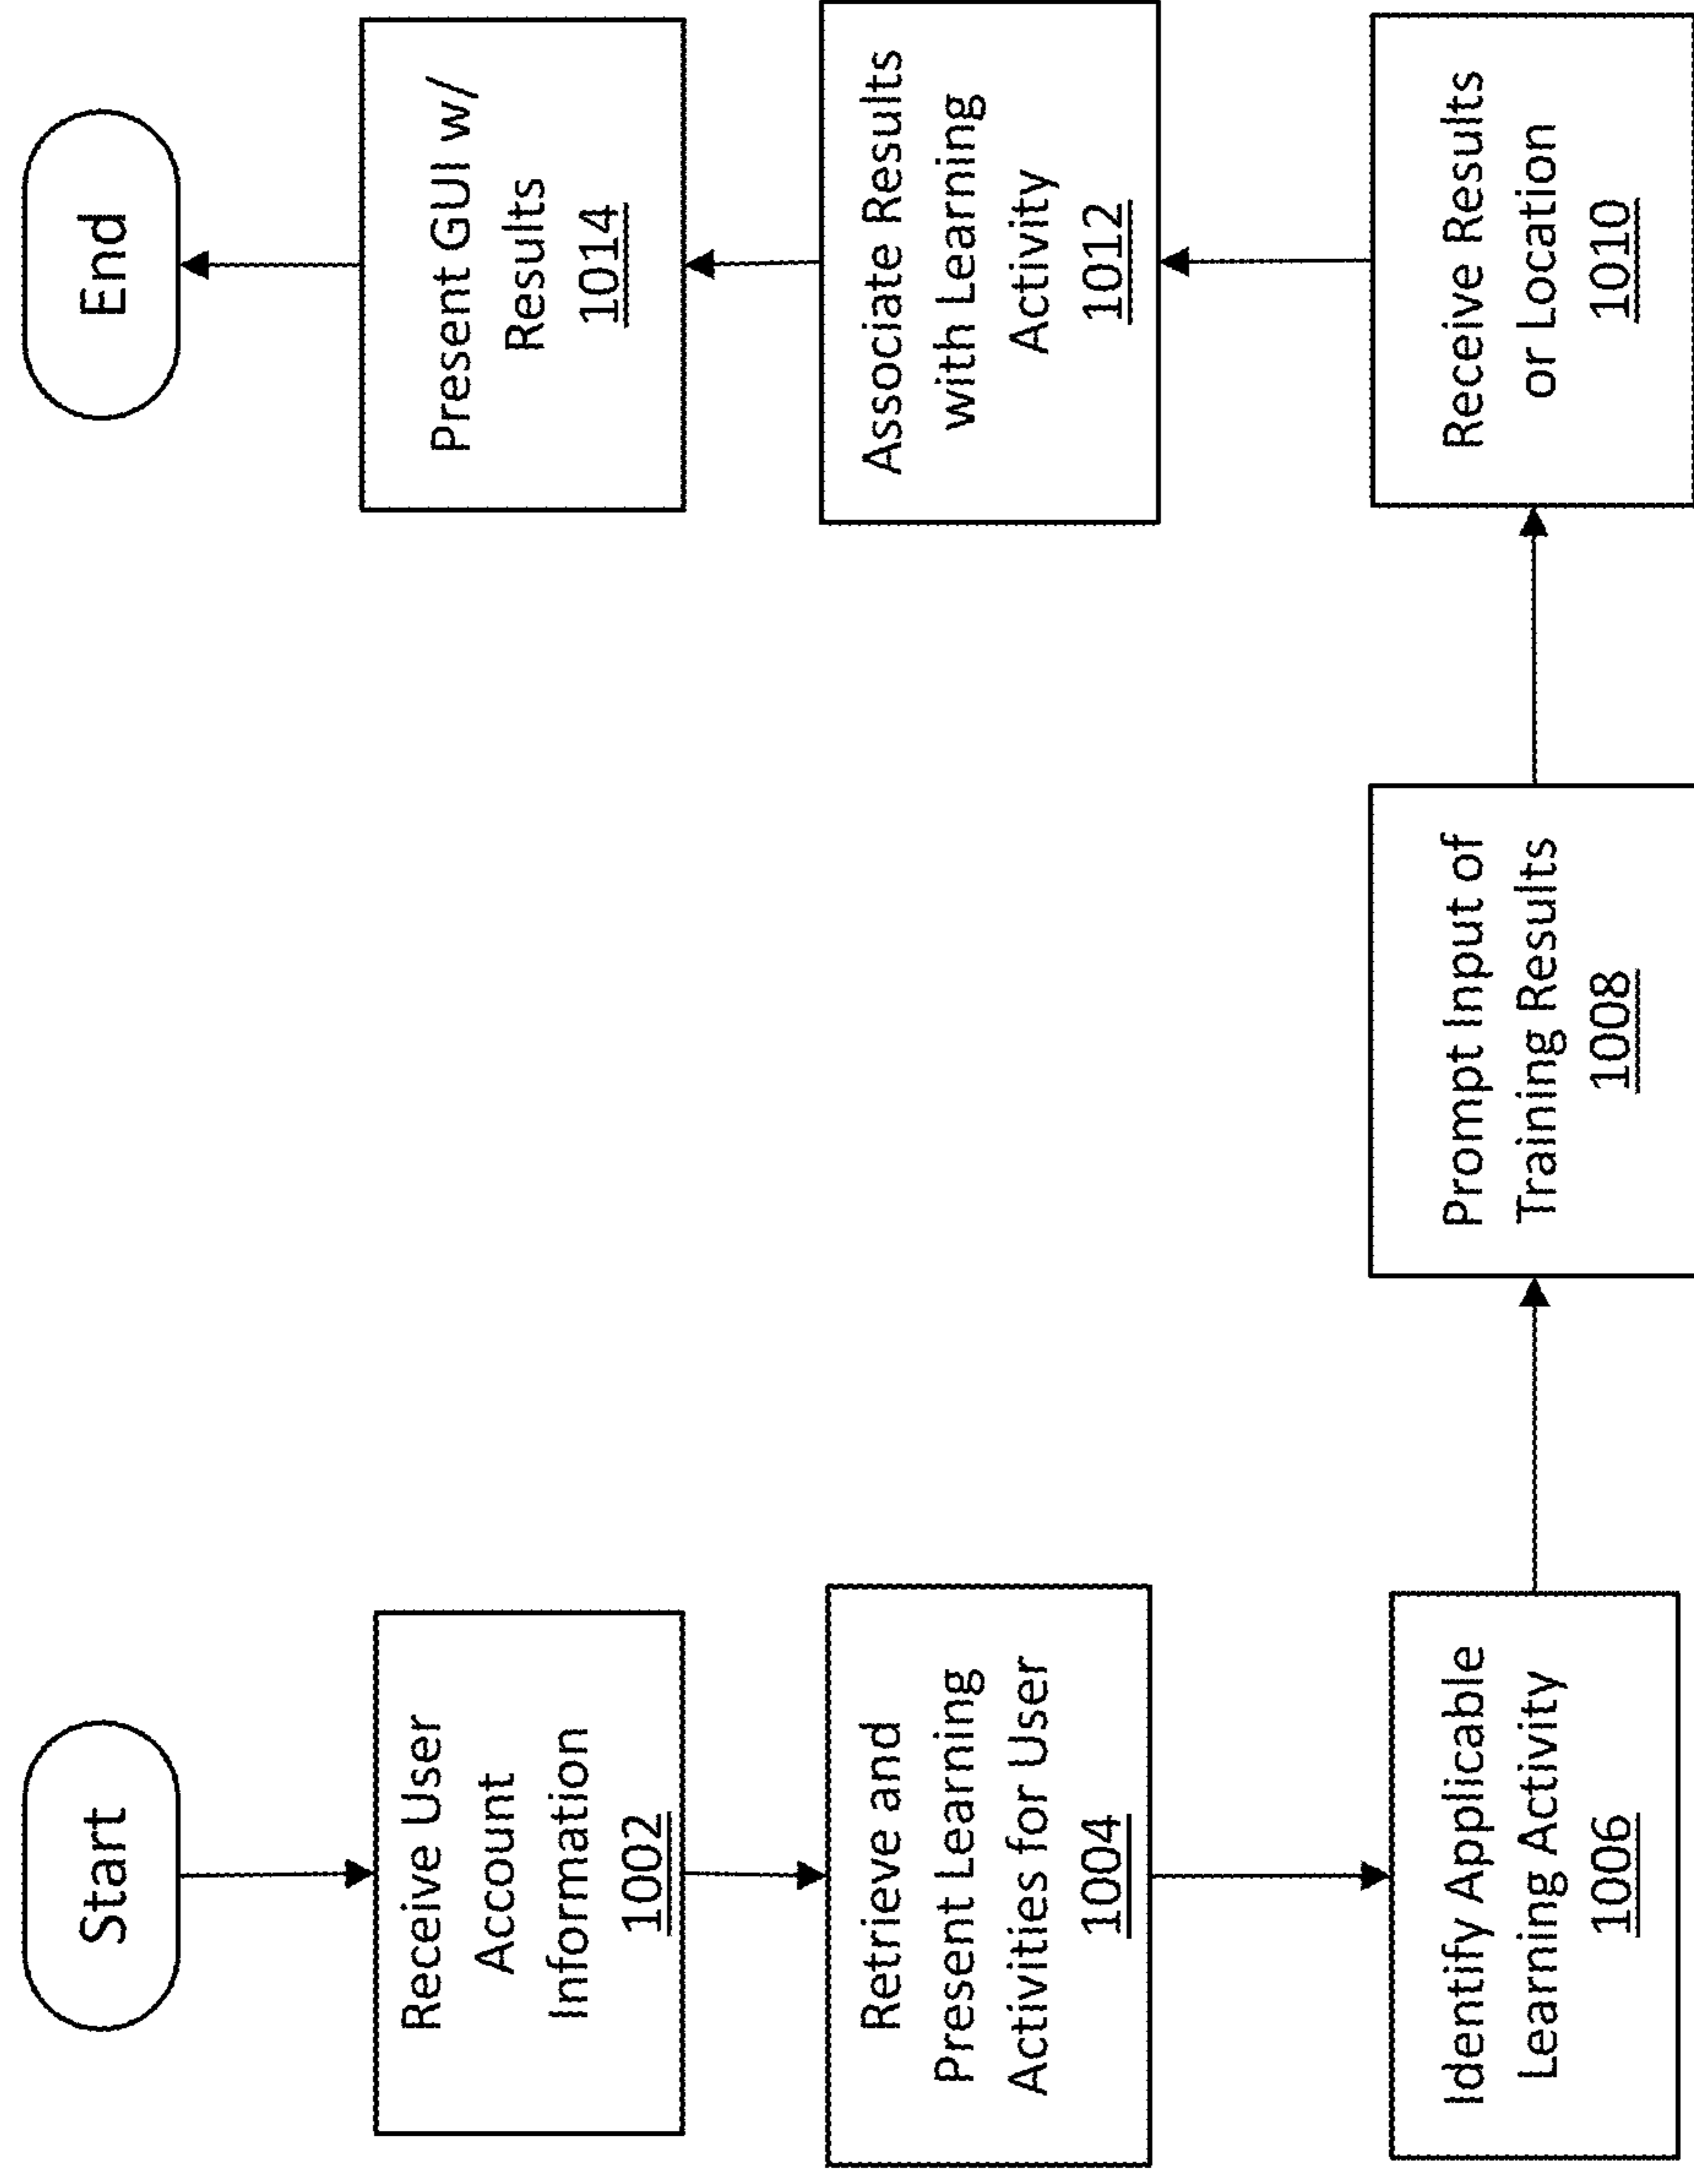 Start
Receive User
Account
Information
1002
Retrieve and
Present Learning
Activities for User
1004
Identify Applicable
Learning Activity
1006
Prompt Input of
Training Results
1008
Receive Results
or Location
1010
Associate Results
with Learning
Activity
1012
Present GUI w/
Results
1014
End